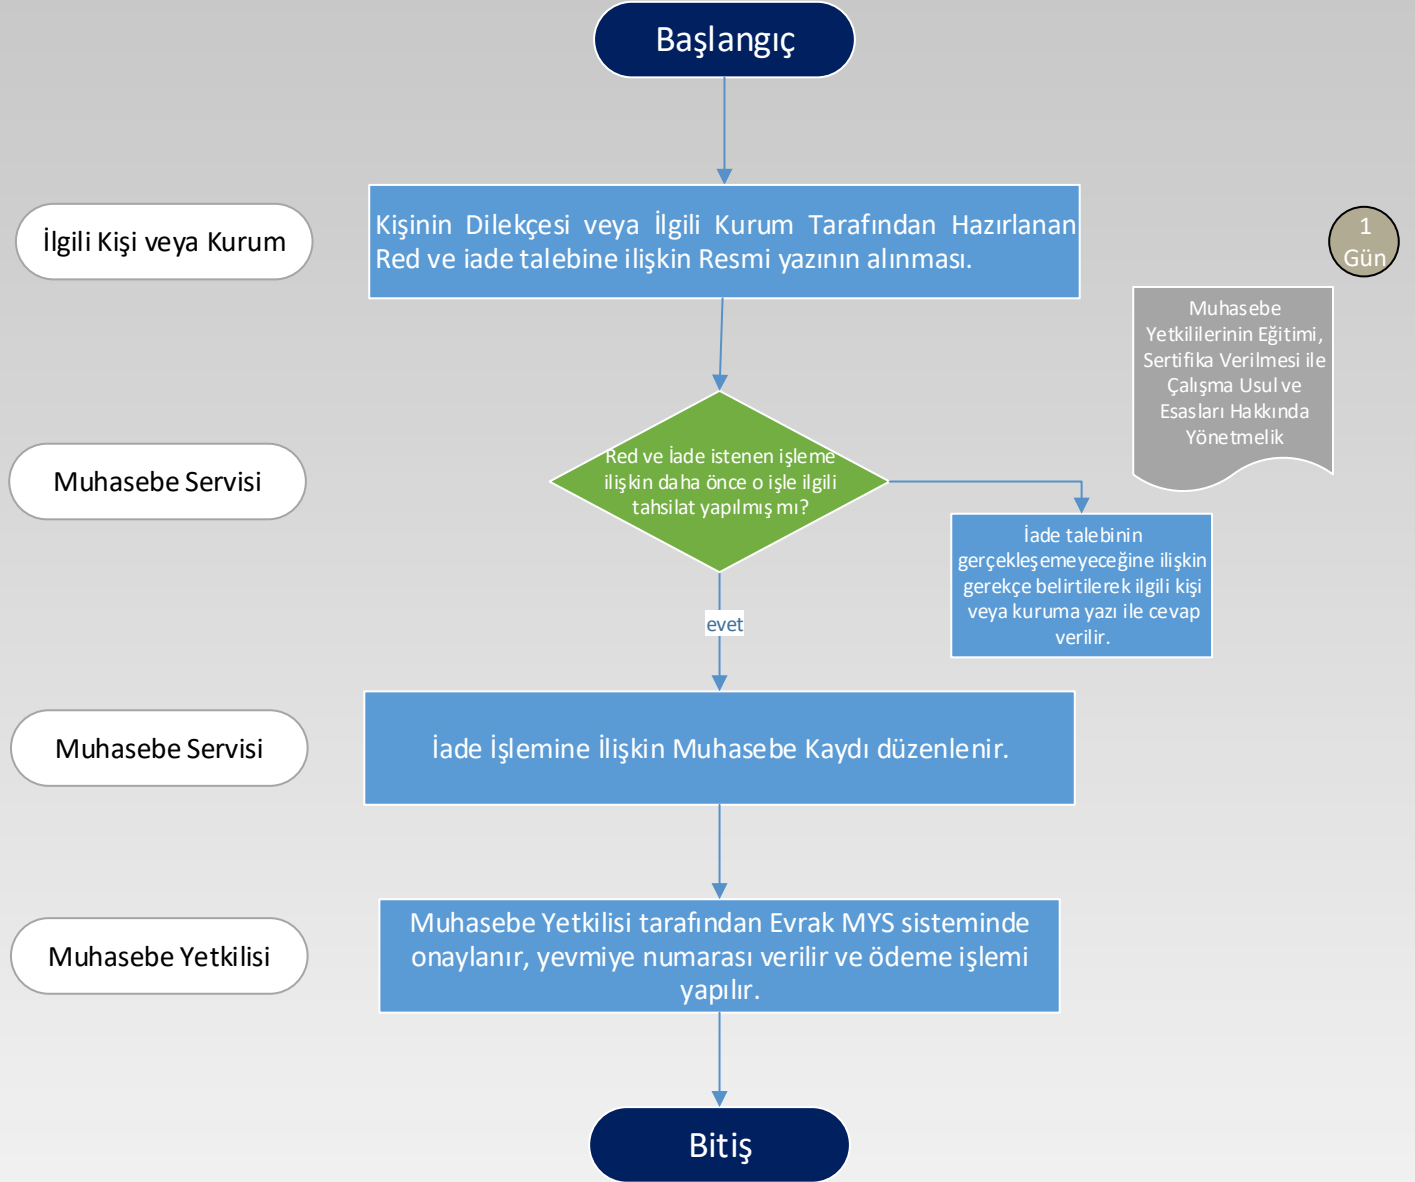 Başlangıç
İlgili Kişi veya Kurum
Kişinin Dilekçesi veya İlgili Kurum Tarafından Hazırlanan
Red ve iade talebine ilişkin Resmi yazının alınması.
1
Gün
Muhasebe
Yetkililerinin Eğitimi,
Sertifika Verilmesi ile
Çalışma Usul ve
Esasları Hakkında
Yönetmelik
Muhasebe Servisi
Red ve İade istenen işleme
ilişkin daha önce o işle ilgili
tahsilat yapılmış mı?
İade talebinin
gerçekleşemeyeceğine ilişkin
gerekçe belirtilerek ilgili kişi
veya kuruma yazı ile cevap
verilir.
evet
Muhasebe Servisi
İade İşlemine İlişkin Muhasebe Kaydı düzenlenir.
Muhasebe Yetkilisi
Muhasebe Yetkilisi tarafından Evrak MYS sisteminde
onaylanır, yevmiye numarası verilir ve ödeme işlemi
yapılır.
Bitiş